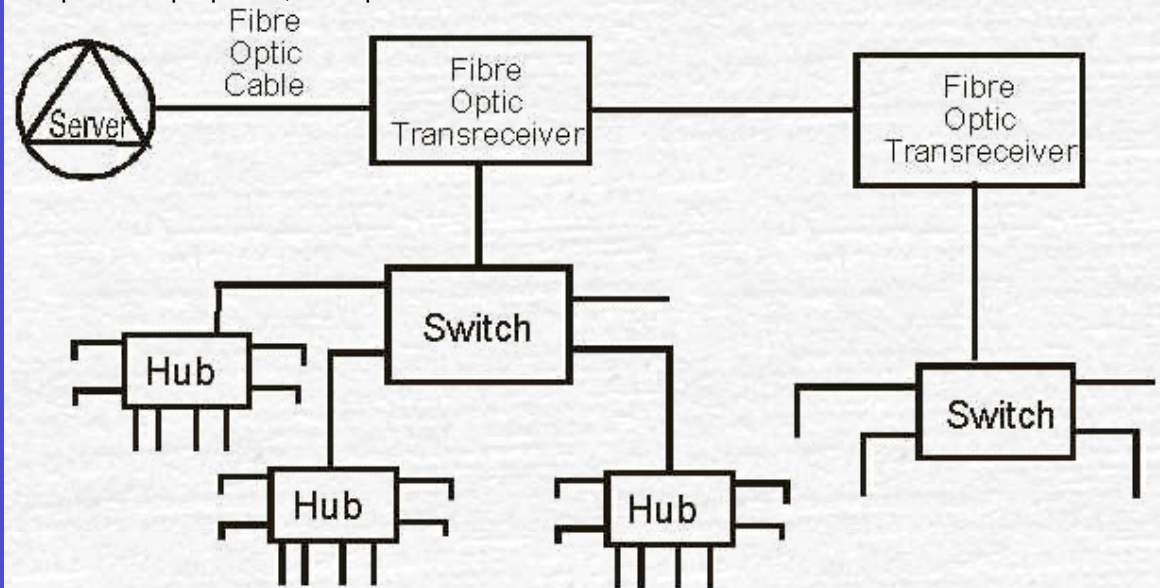 Fibre
Optic
Cable
Server
Fibre
Optic
Transreceiver
Fibre
Optic
Transreceiver
Switch
Hub
Hub
Hub
Switch